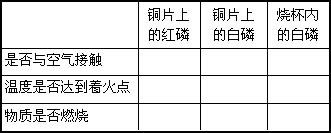 铜片上的红磷 铜片上的白磷 烧杯内的白磷
是否与空气接触
温度是否达到着火点
物质是否燃烧